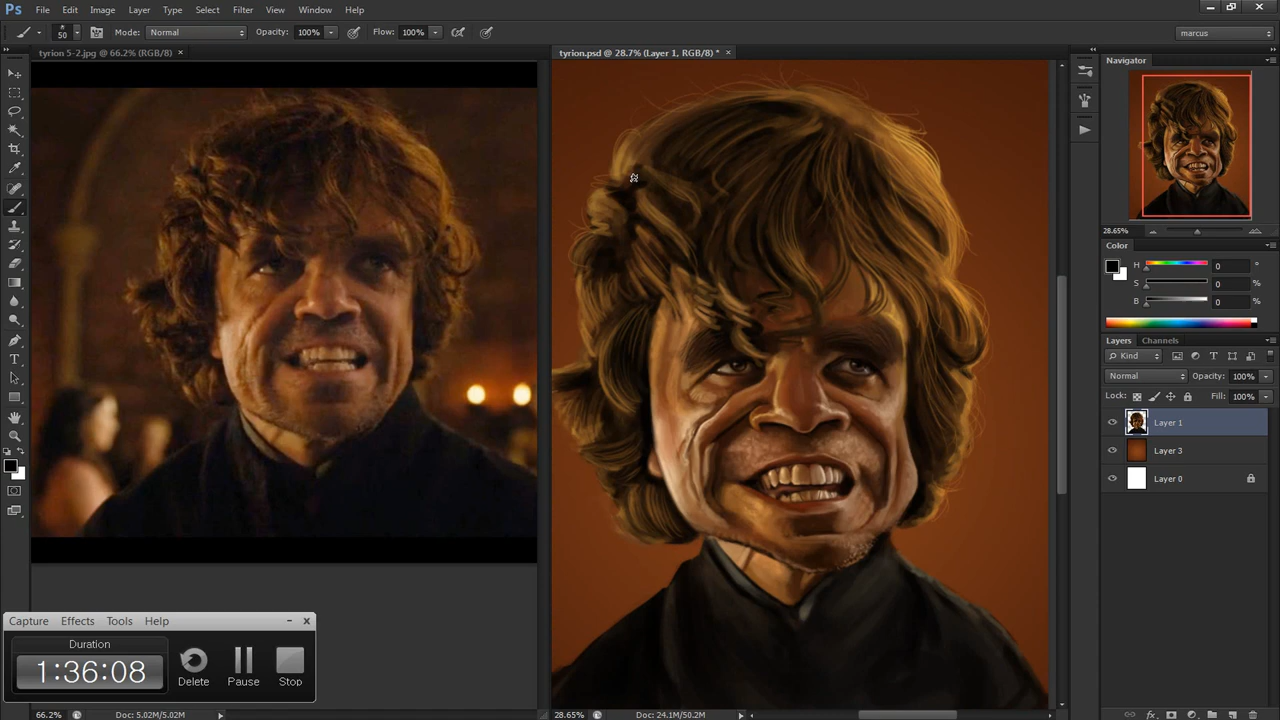 Ps File Edit Image Layer Type Select Filter View Window Help
50 Mode: Normal Opacity: 100% Flow: 100% marcus
tyrion 5-2.jpg @ 66.2% (RGB/8) × tyrion.psd @ 28.7% (Layer 1, RGB/8) * ×
Navigator
28.65%
Color
H 0 °
S 0 %
B 0 %
Layers Channels
Kind
Normal Opacity: 100%
Lock: Fill: 100%
Layer 1
Layer 3
Layer 0
Capture Effects Tools Help
Duration
1:36:08
Delete Pause Stop
66.2% Doc: 5.02M/5.02M 28.65% Doc: 24.1M/50.2M